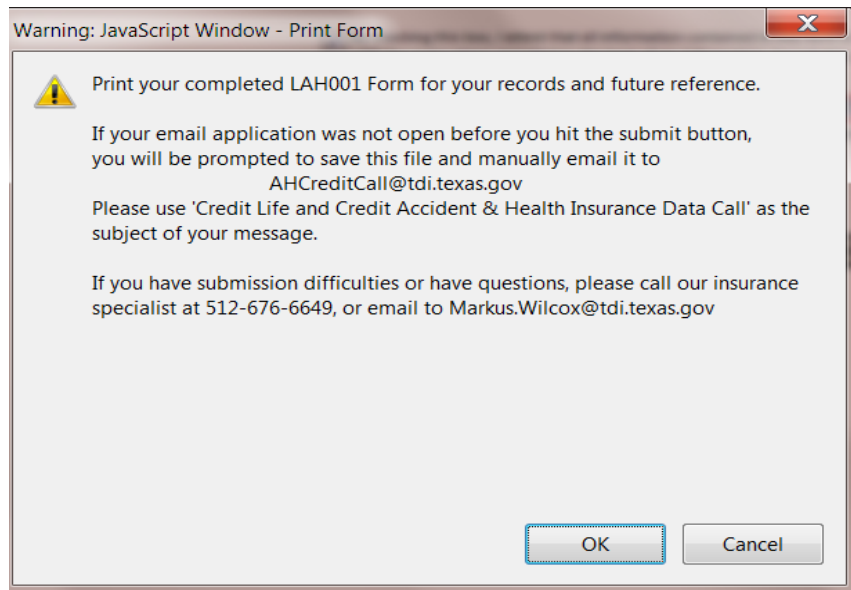 Warning: JavaScript Window - Print Form
Print your completed LAH001 Form for your records and future reference.
If your email application was not open before you hit the submit button,
you will be prompted to save this file and manually email it to
AHCreditCall@tdi.texas.gov
Please use 'Credit Life and Credit Accident & Health Insurance Data Call' as the
subject of your message.
If you have submission difficulties or have questions, please call our insurance
specialist at 512-676-6649, or email to Markus.Wilcox@tdi.texas.gov
OK
Cancel